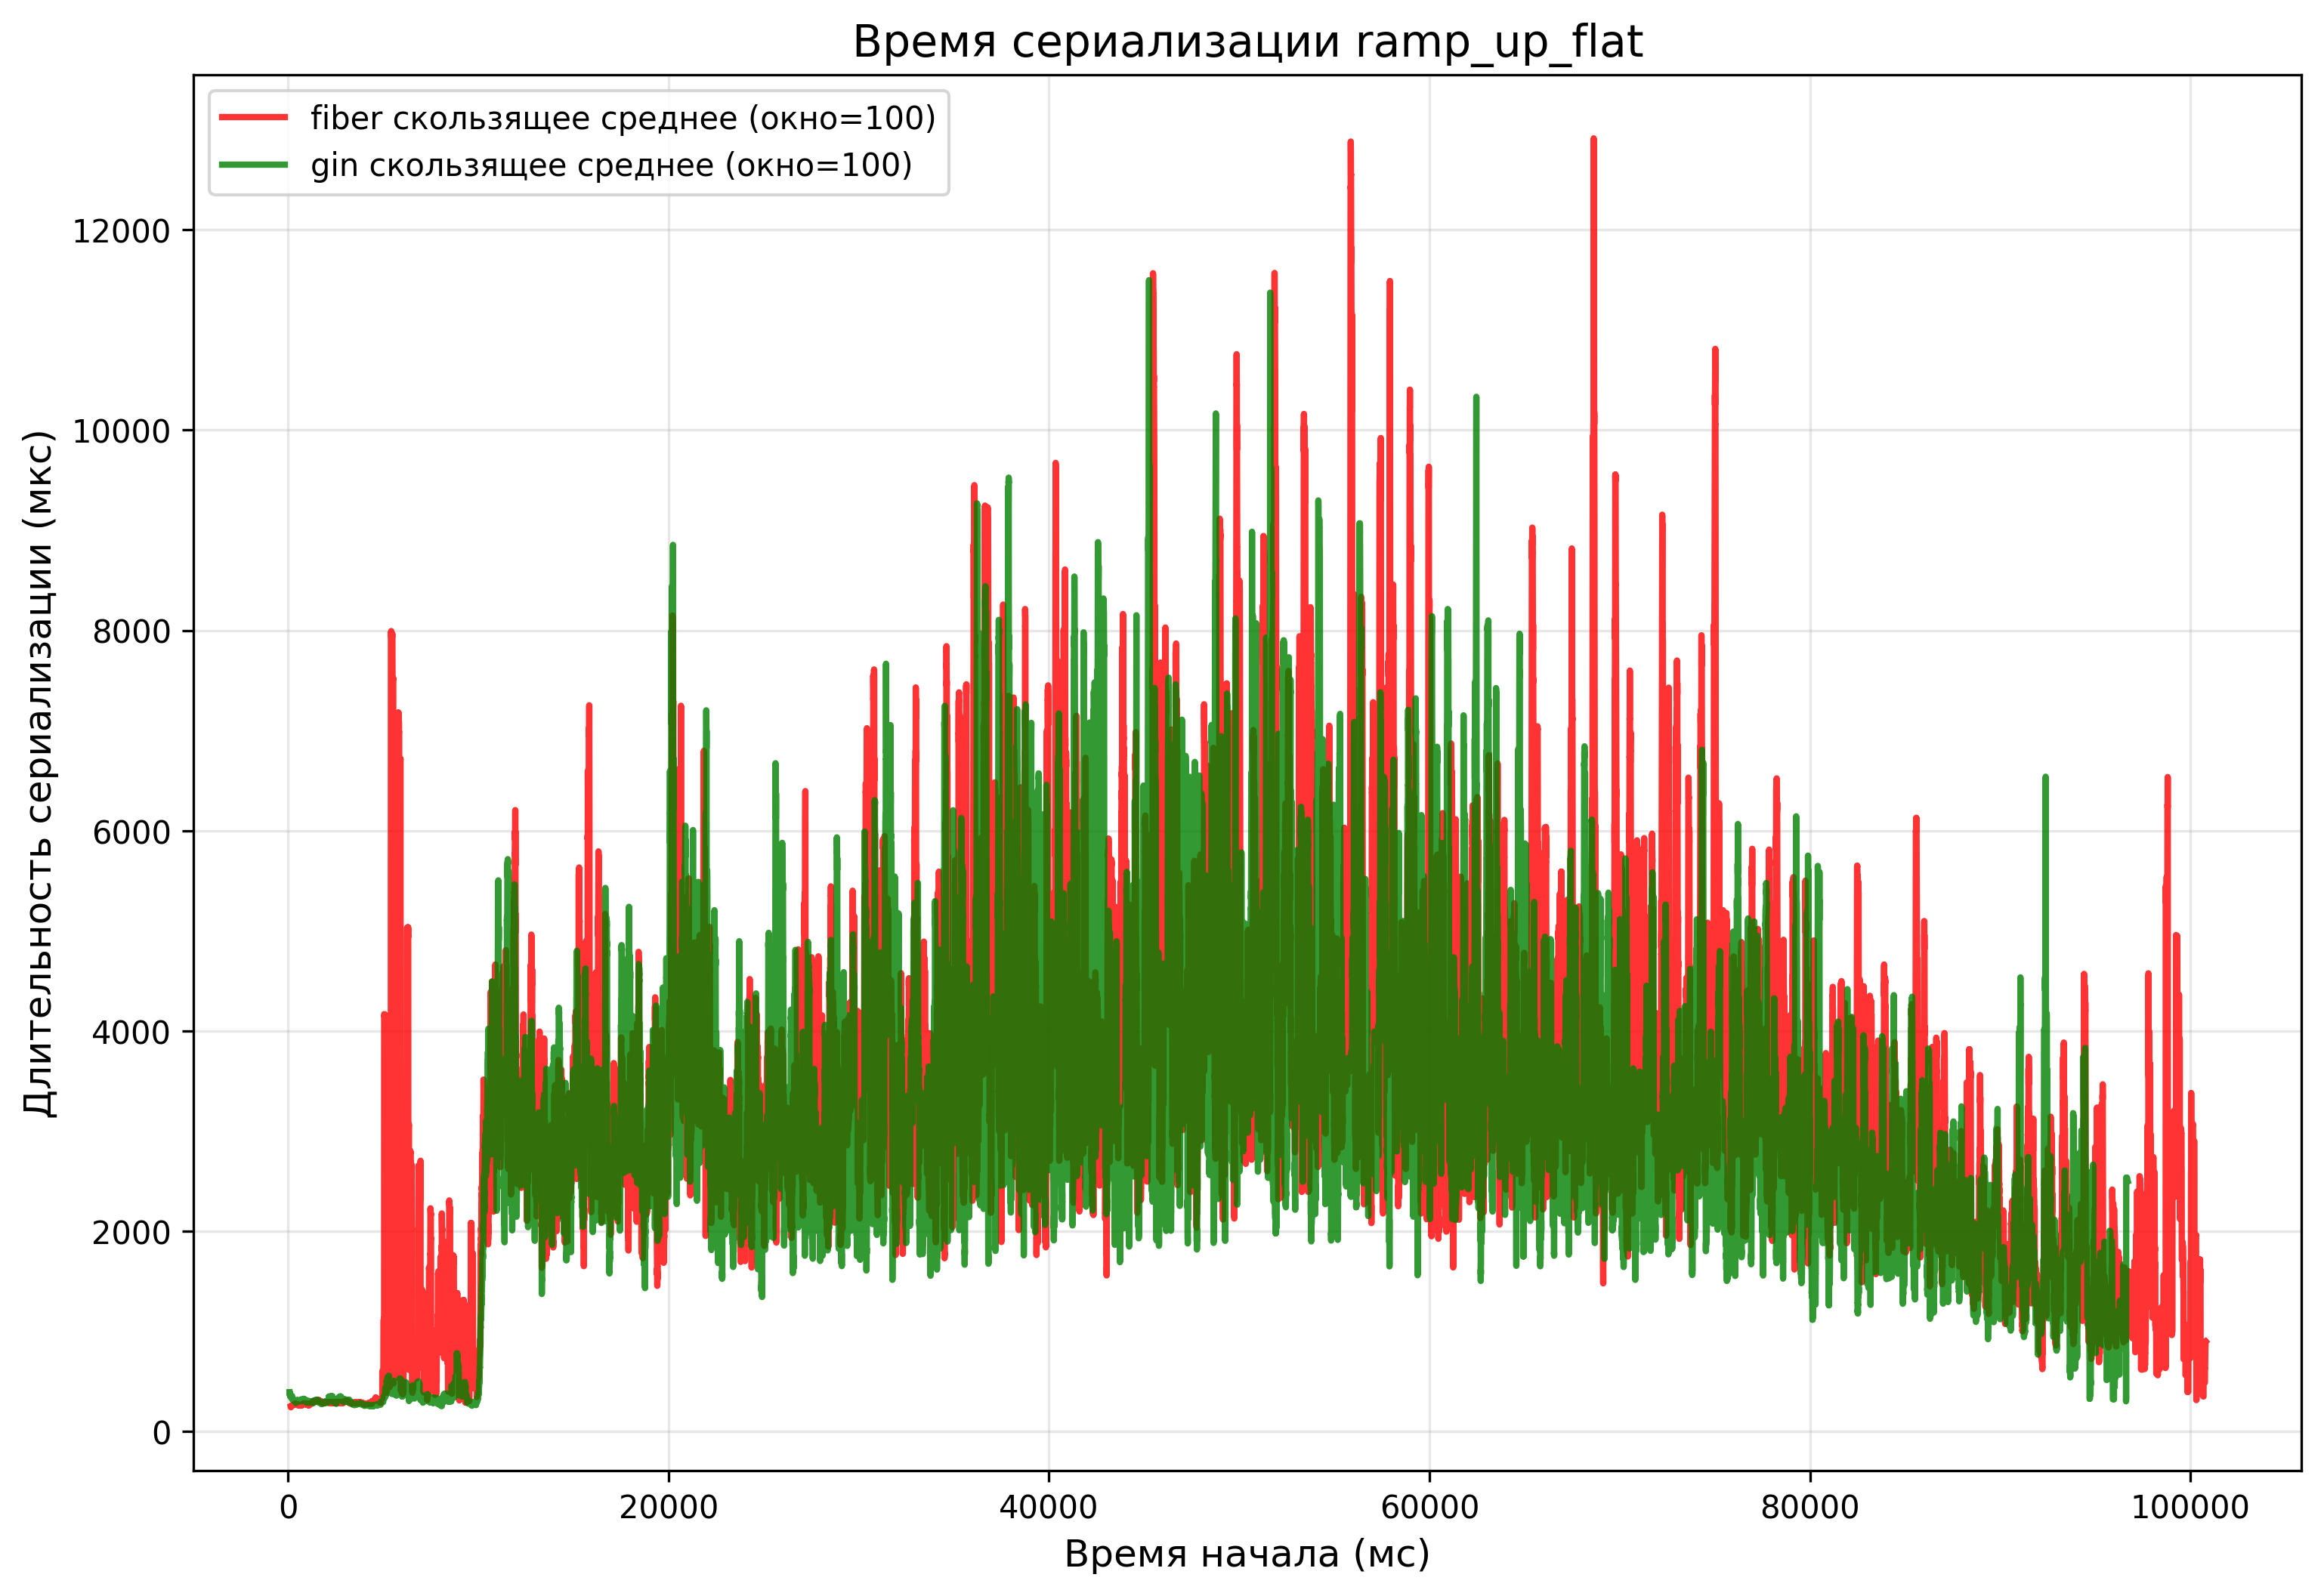 Время сериализации ramp_up_flat
fiber скользящее среднее (окно=100)
gin скользящее среднее (окно=100)
Длительность сериализации (мкс)
12000
10000
8000
6000
4000
2000
0
0 20000 40000 60000 80000 100000
Время начала (мс)